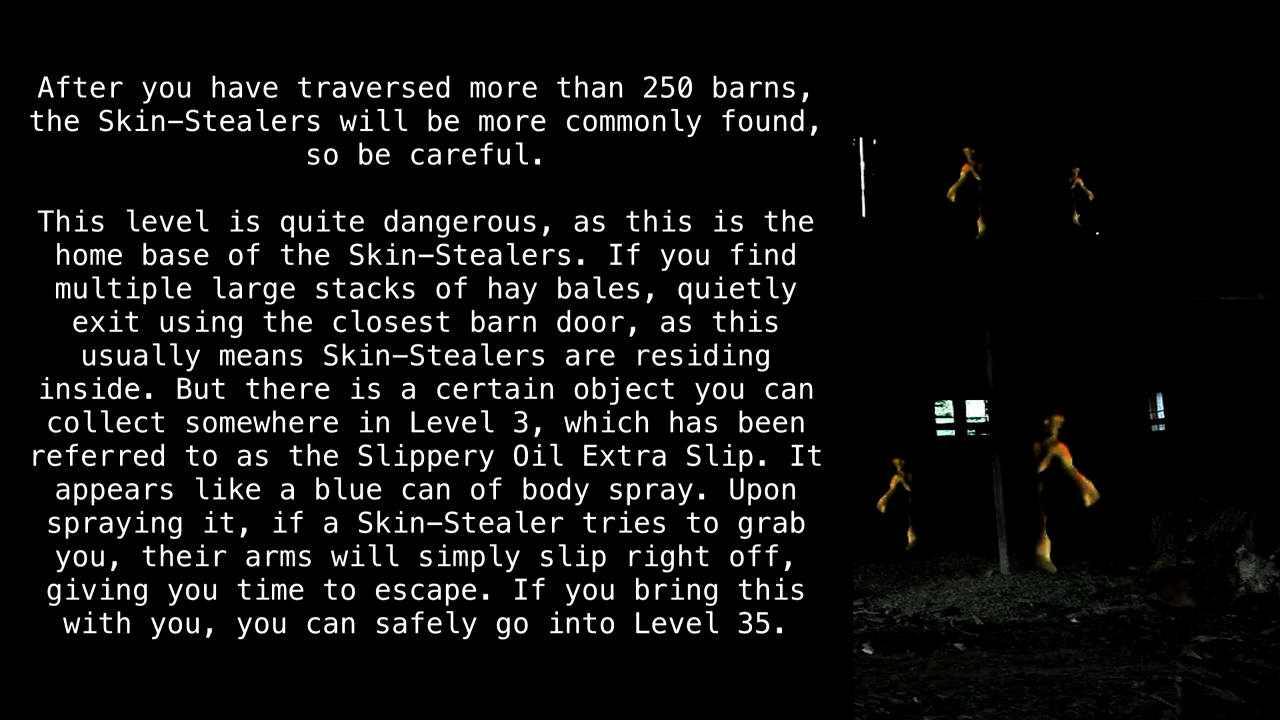 After you have traversed more than 250 barns,
the Skin-Stealers will be more commonly found,
so be careful.
This level is quite dangerous, as this is the
home base of the Skin-Stealers. If you find
multiple large stacks of hay bales, quietly
exit using the closest barn door, as this
usually means Skin-Stealers are residing
inside. But there is a certain object you can
collect somewhere in Level 3, which has been
referred to as the Slippery Oil Extra Slip. It
appears like a blue can of body spray. Upon
spraying it, if a Skin-Stealer tries to grab
you, their arms will simply slip right off,
giving you time to escape. If you bring this
with you, you can safely go into Level 35.